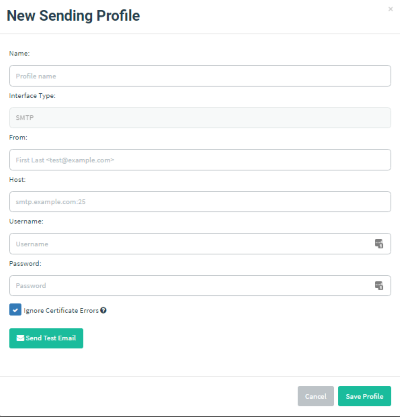 New Sending Profile
×
Name:
Profile name
Interface Type:
SMTP
From:
First Last <test@example.com>
Host:
smtp.example.com:25
Username:
Username
Password:
Password
Ignore Certificate Errors ?
Send Test Email
Cancel Save Profile